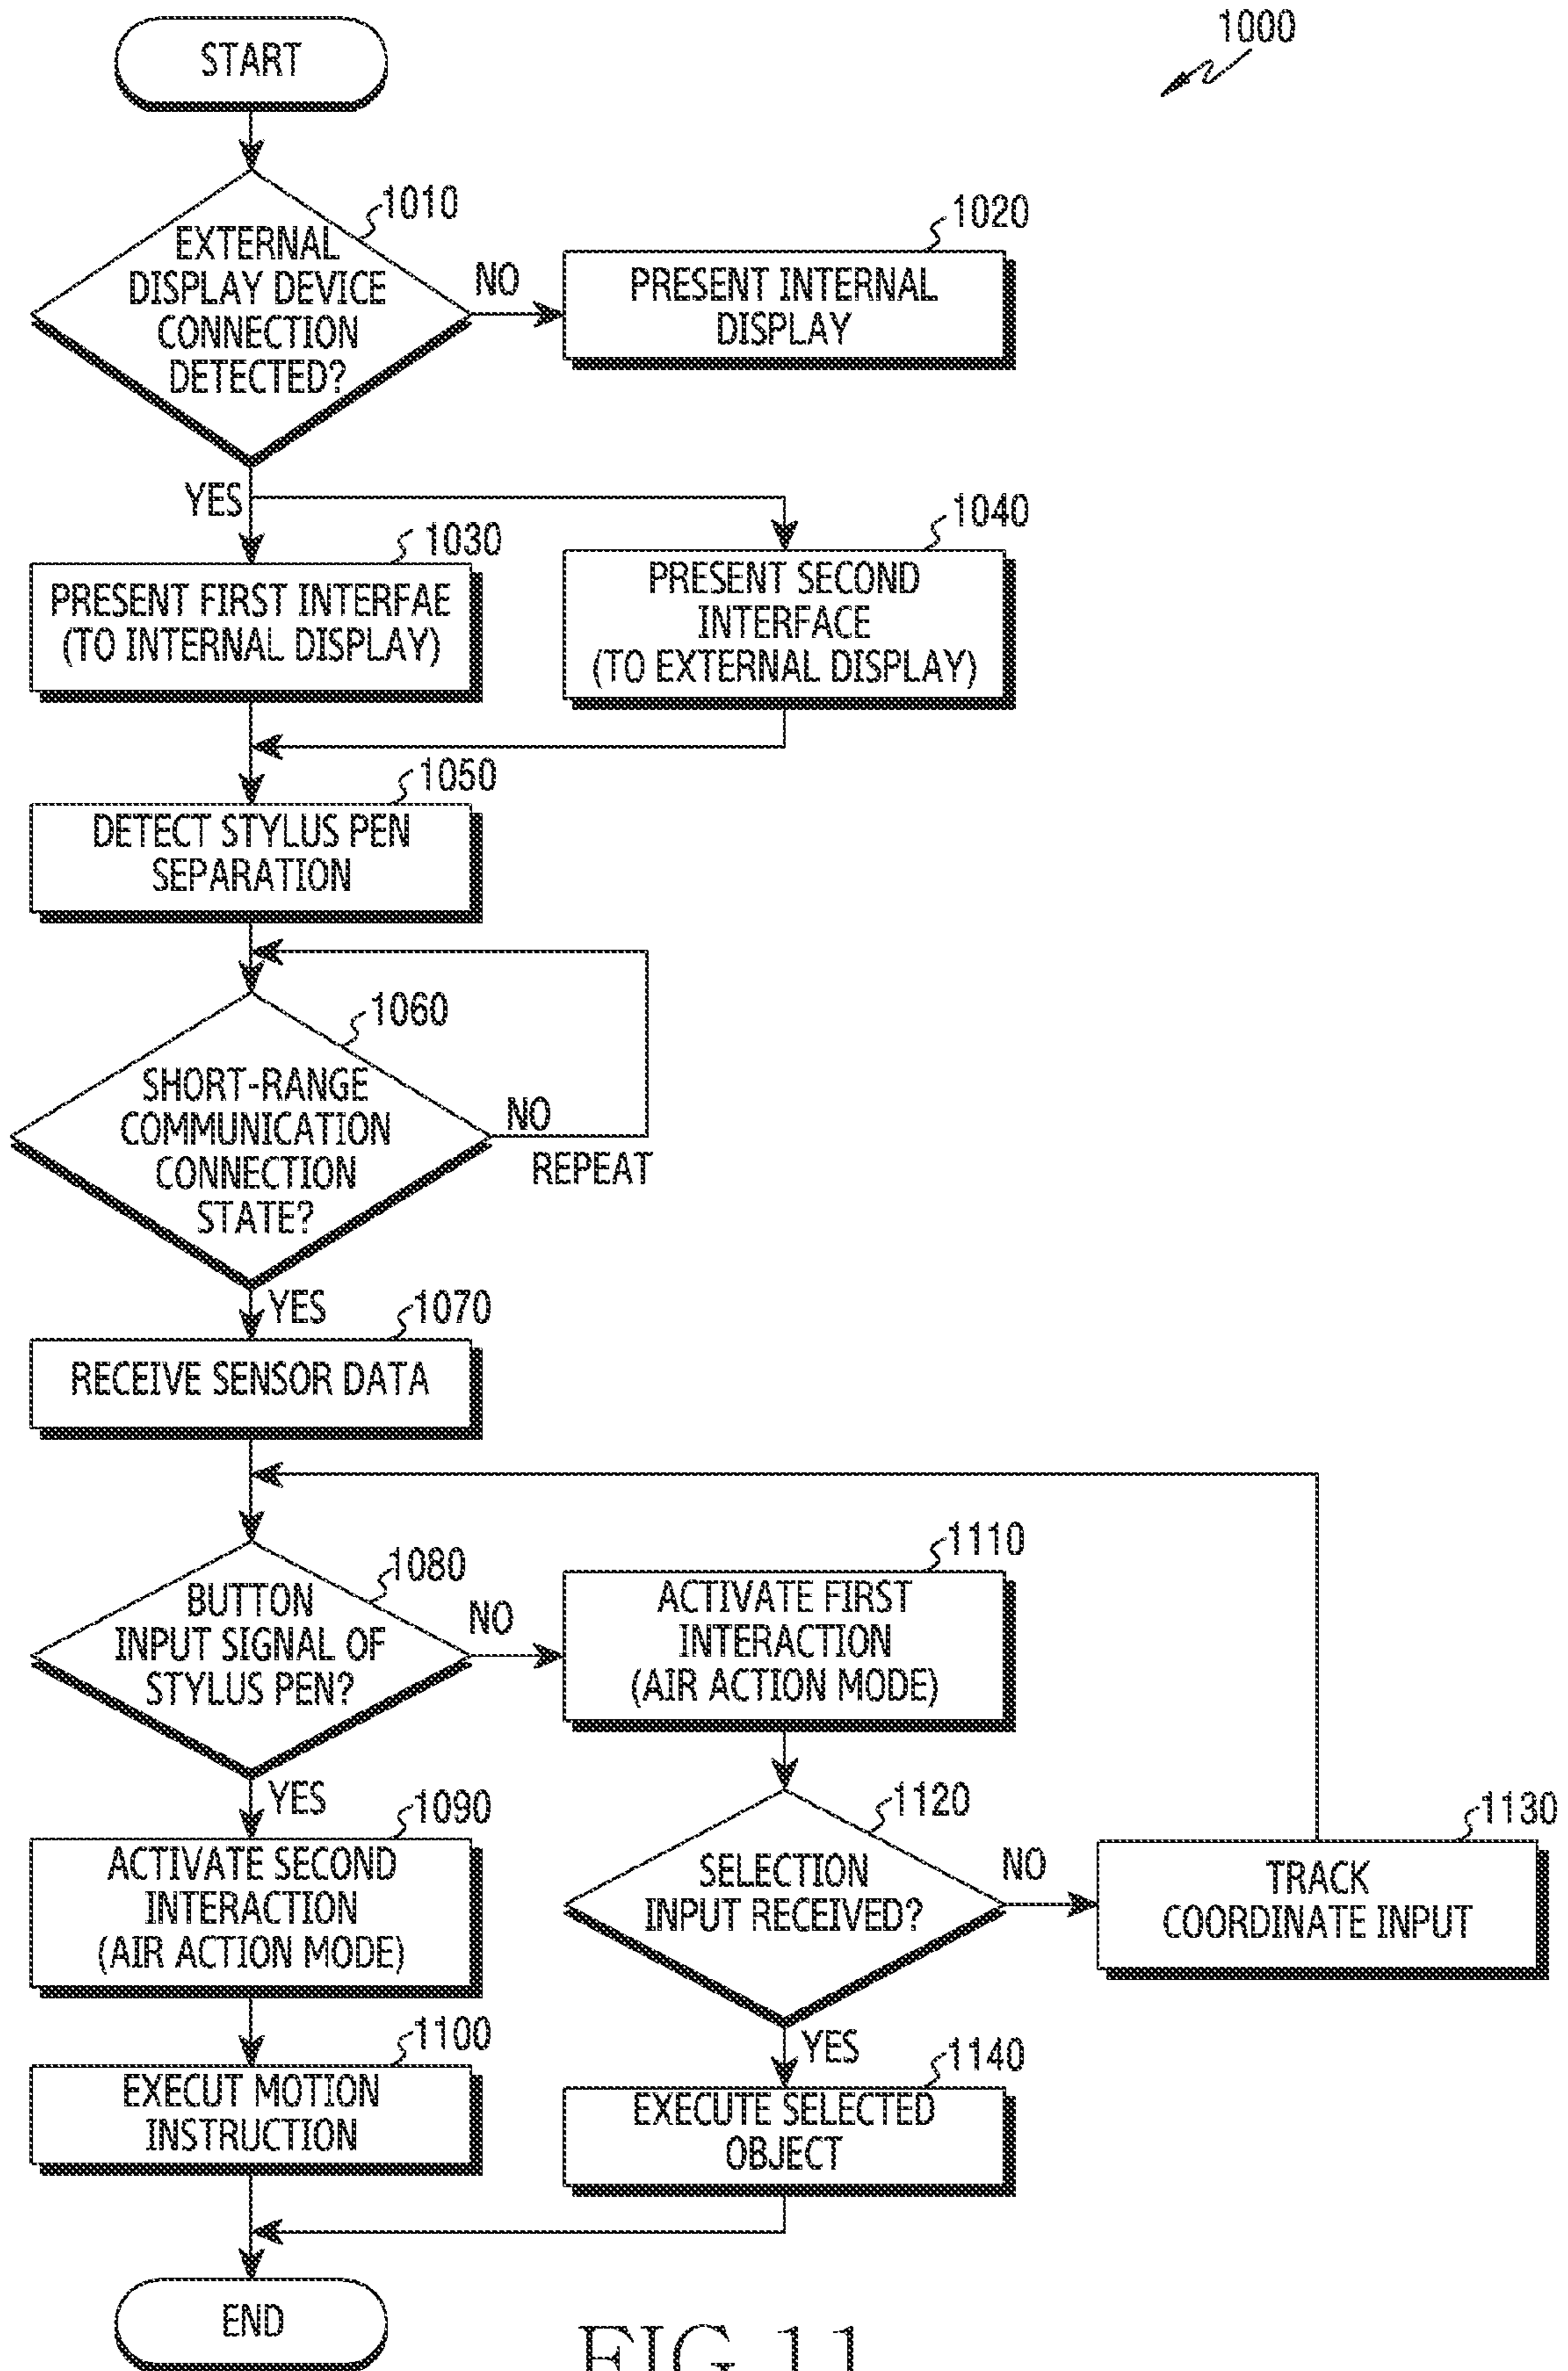 1000
START
1010
EXTERNAL
DISPLAY DEVICE
CONNECTION
DETECTED?
NO
1020
PRESENT INTERNAL
DISPLAY
YES
1030
PRESENT FIRST INTERFAE
(TO INTERNAL DISPLAY)
1040
PRESENT SECOND
INTERFACE
(TO EXTERNAL DISPLAY)
1050
DETECT STYLUS PEN
SEPARATION
1060
SHORT-RANGE
COMMUNICATION
CONNECTION
STATE?
NO
REPEAT
YES
1070
RECEIVE SENSOR DATA
1080
BUTTON
INPUT SIGNAL OF
STYLUS PEN?
NO
1110
ACTIVATE FIRST
INTERACTION
(AIR ACTION MODE)
YES
1090
ACTIVATE SECOND
INTERACTION
(AIR ACTION MODE)
1120
SELECTION
INPUT RECEIVED?
NO
1130
TRACK
COORDINATE INPUT
1100
EXECUT MOTION
INSTRUCTION
YES
1140
EXECUTE SELECTED
OBJECT
END
FIG.11